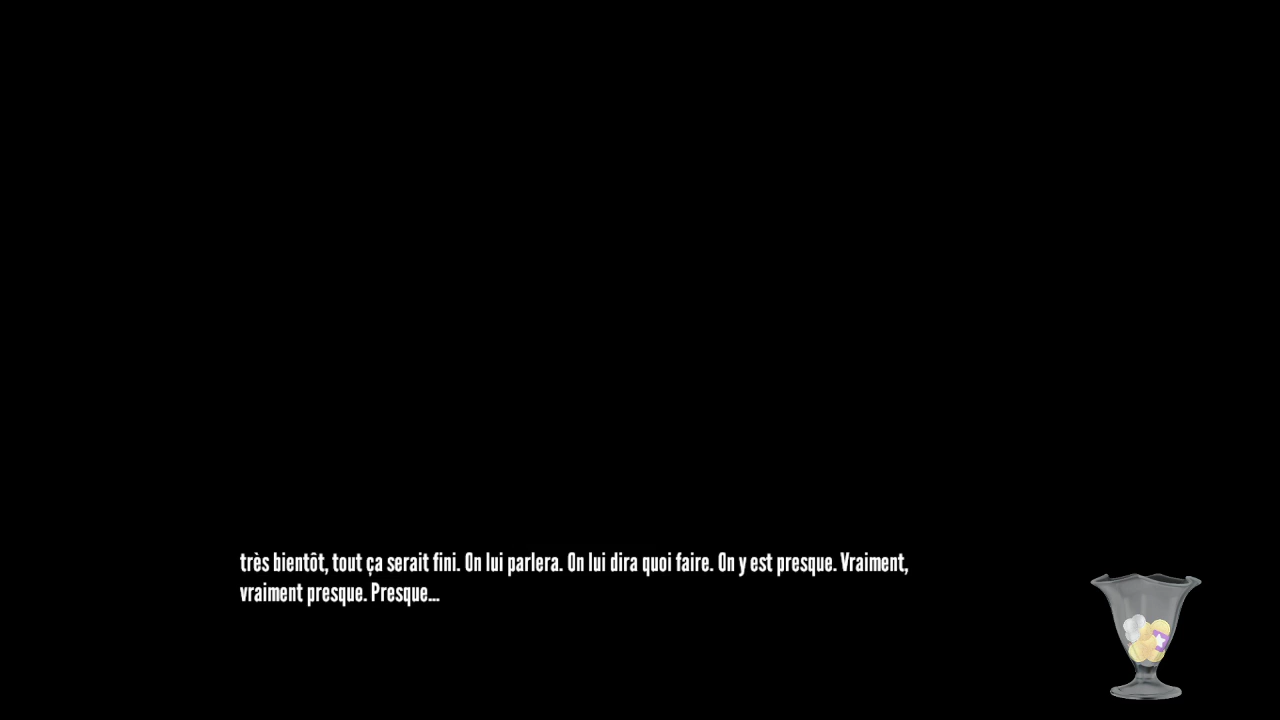 très bientôt, tout ça serait fini. On lui parlera. On lui dira quoi faire. On y est presque. Vraiment,
vraiment presque. Presque...